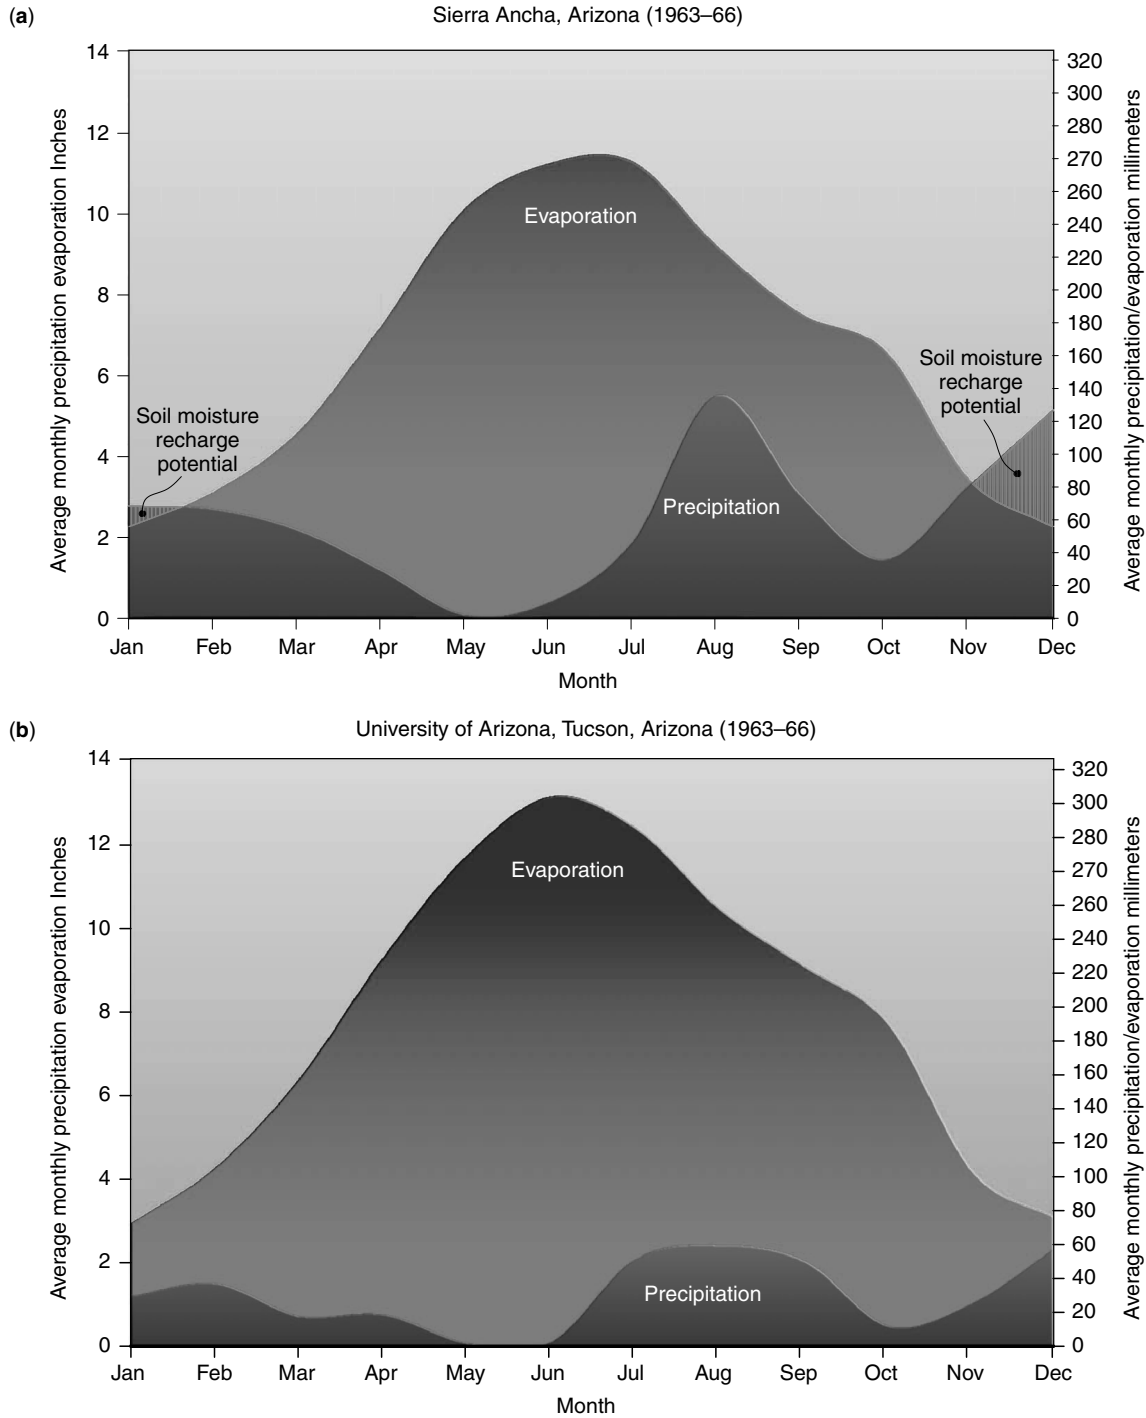 (a)
Sierra Ancha, Arizona (1963–66)
Average monthly precipitation evaporation Inches
14
12
10
8
6
4
2
0
Evaporation
Precipitation
Soil moisture
recharge
potential
Soil moisture
recharge
potential
320
300
280
260
240
220
200
180
160
140
120
100
80
60
40
20
0
Average monthly precipitation/evaporation millimeters
Jan Feb Mar Apr May Jun Jul Aug Sep Oct Nov Dec
Month
(b)
University of Arizona, Tucson, Arizona (1963–66)
Average monthly precipitation evaporation Inches
14
12
10
8
6
4
2
0
Evaporation
Precipitation
320
300
280
270
260
240
220
200
180
160
140
120
100
80
60
40
20
0
Average monthly precipitation/evaporation millimeters
Jan Feb Mar Apr May Jun Jul Aug Sep Oct Nov Dec
Month